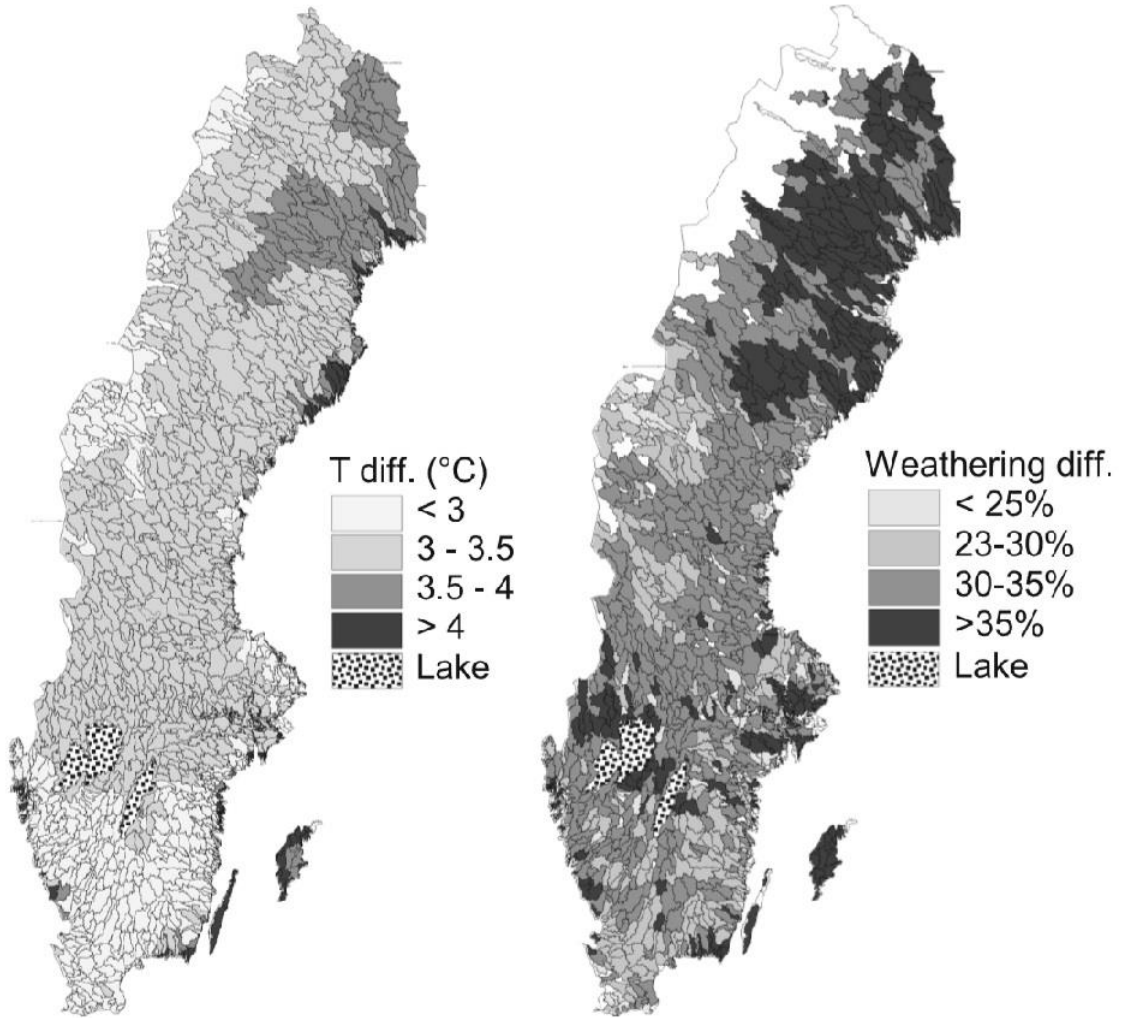 T diff. (°C)
< 3
3 - 3.5
3.5 - 4
> 4
Lake
Weathering diff.
< 25%
23-30%
30-35%
>35%
Lake